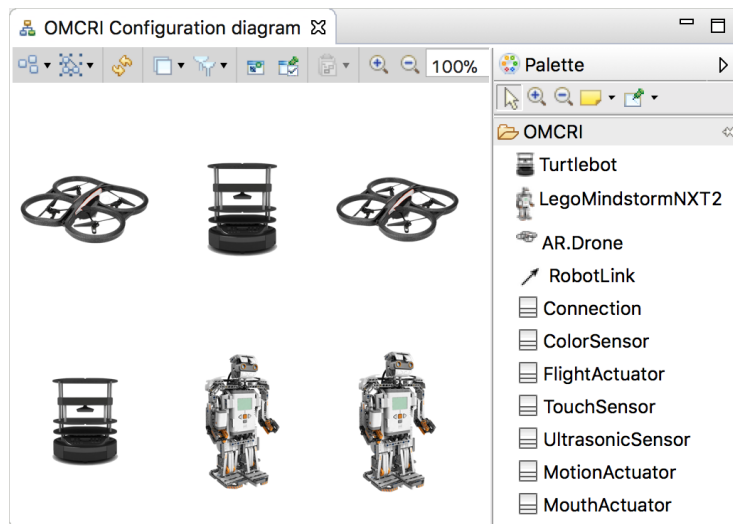 OMCRI Configuration diagram
100%
Palette
OMCRI
Turtlebot
LegoMindstormNXT2
AR.Drone
RobotLink
Connection
ColorSensor
FlightActuator
TouchSensor
UltrasonicSensor
MotionActuator
MouthActuator